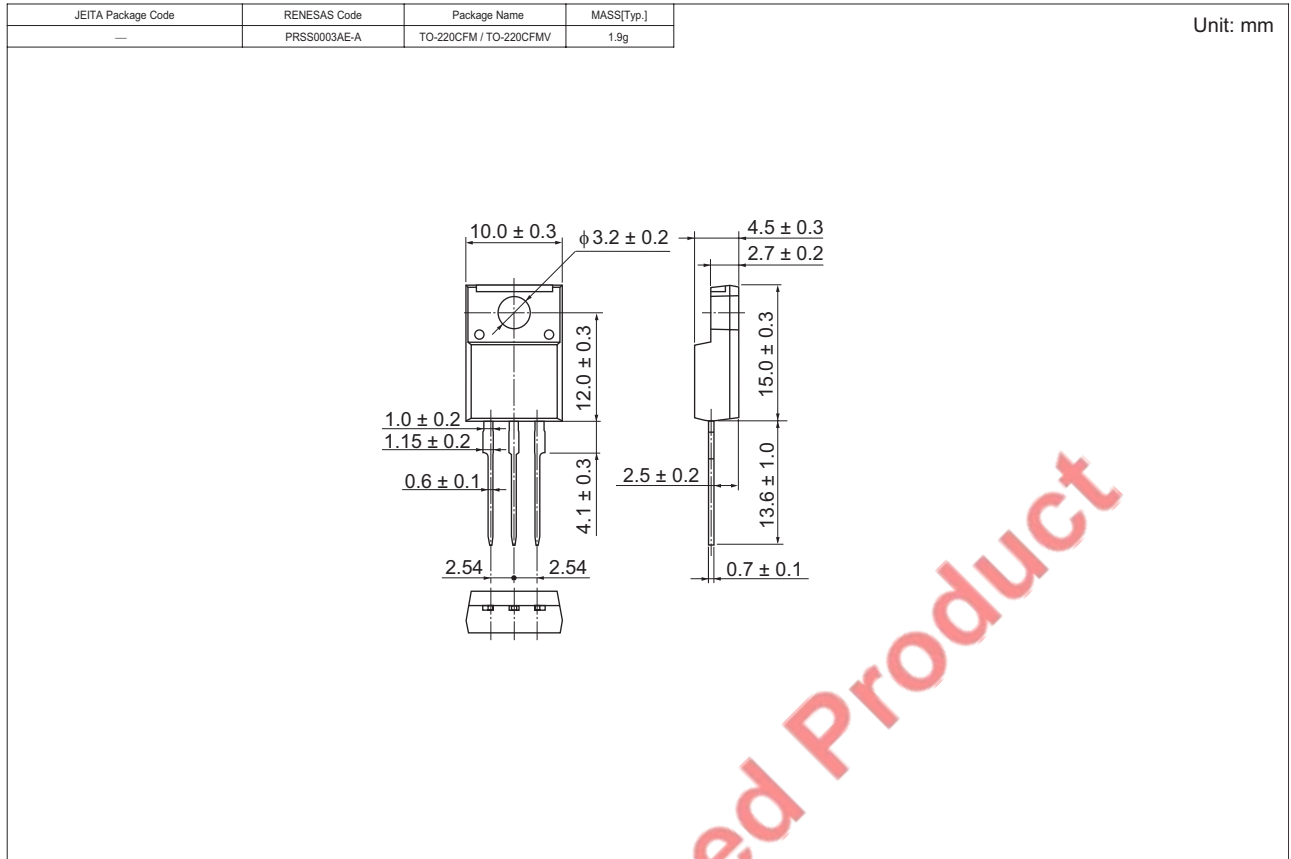 JEITA Package Code RENESAS Code Package Name MASS[Typ.]
— PRSS0003AE-A TO-220CFM / TO-220CFMV 1.9g
Unit: mm
10.0 ± 0.3
ϕ 3.2 ± 0.2
4.5 ± 0.3
2.7 ± 0.2
12.0 ± 0.3
15.0 ± 0.3
1.0 ± 0.2
1.15 ± 0.2
0.6 ± 0.1
4.1 ± 0.3
2.5 ± 0.2
13.6 ± 1.0
2.54 2.54
0.7 ± 0.1
ed Product